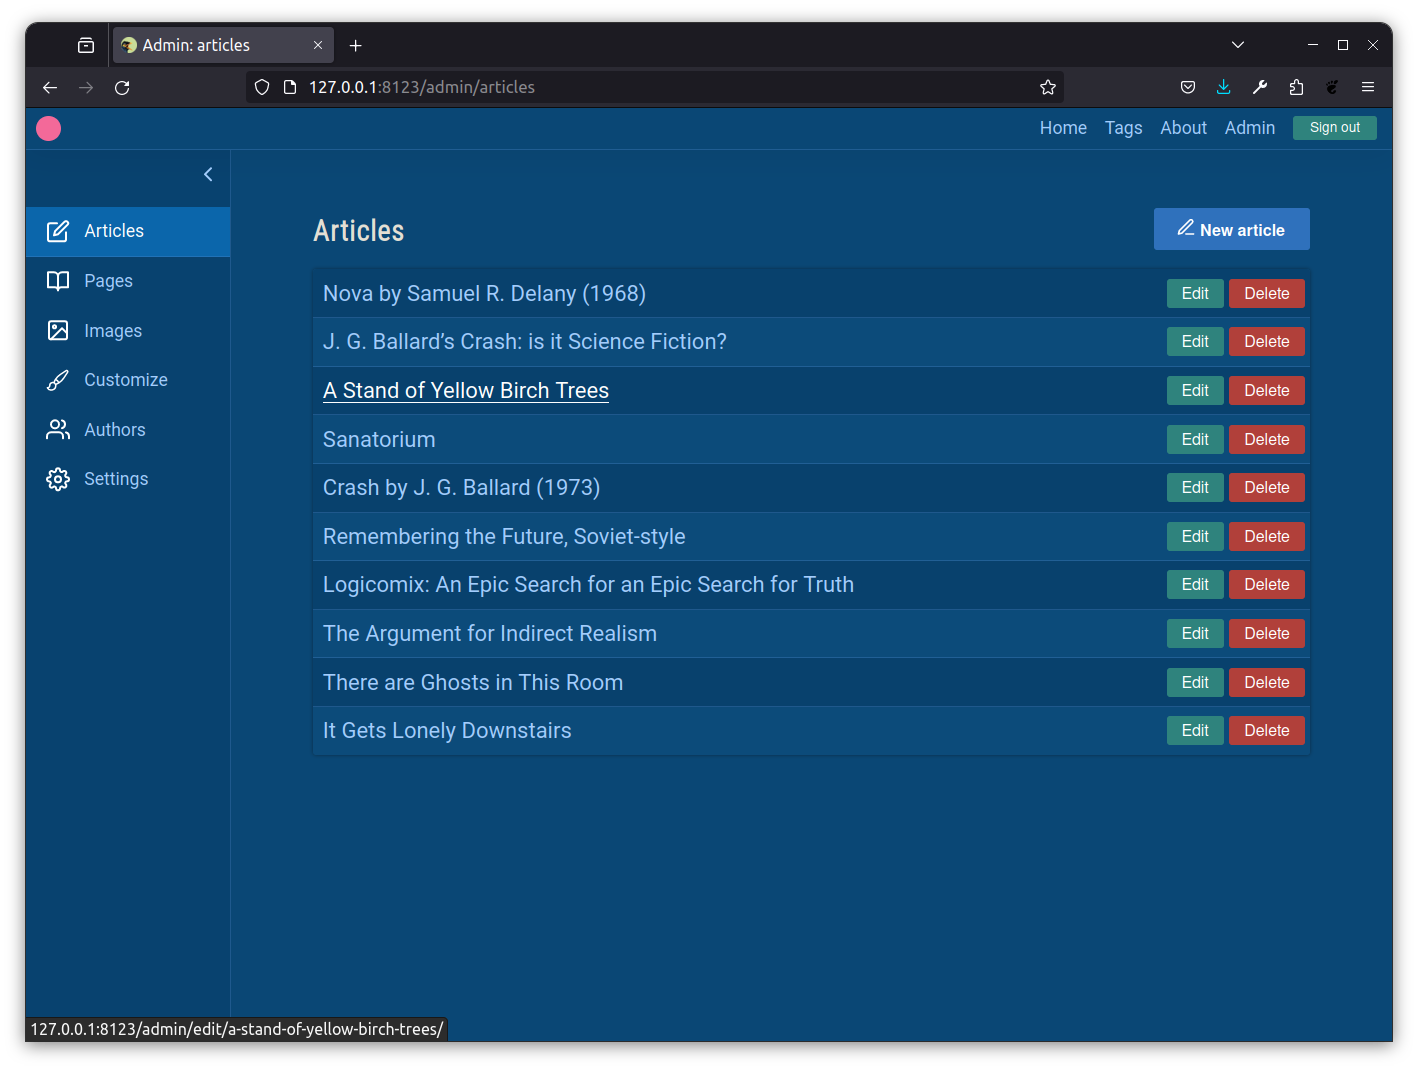 Admin: articles
127.0.0.1:8123/admin/articles
Home Tags About Admin Sign out
Articles
Pages
Images
Customize
Authors
Settings
Articles New article
Nova by Samuel R. Delany (1968) Edit Delete
J. G. Ballard’s Crash: is it Science Fiction? Edit Delete
A Stand of Yellow Birch Trees Edit Delete
Sanatorium Edit Delete
Crash by J. G. Ballard (1973) Edit Delete
Remembering the Future, Soviet-style Edit Delete
Logicomix: An Epic Search for an Epic Search for Truth Edit Delete
The Argument for Indirect Realism Edit Delete
There are Ghosts in This Room Edit Delete
It Gets Lonely Downstairs Edit Delete
127.0.0.1:8123/admin/edit/a-stand-of-yellow-birch-trees/